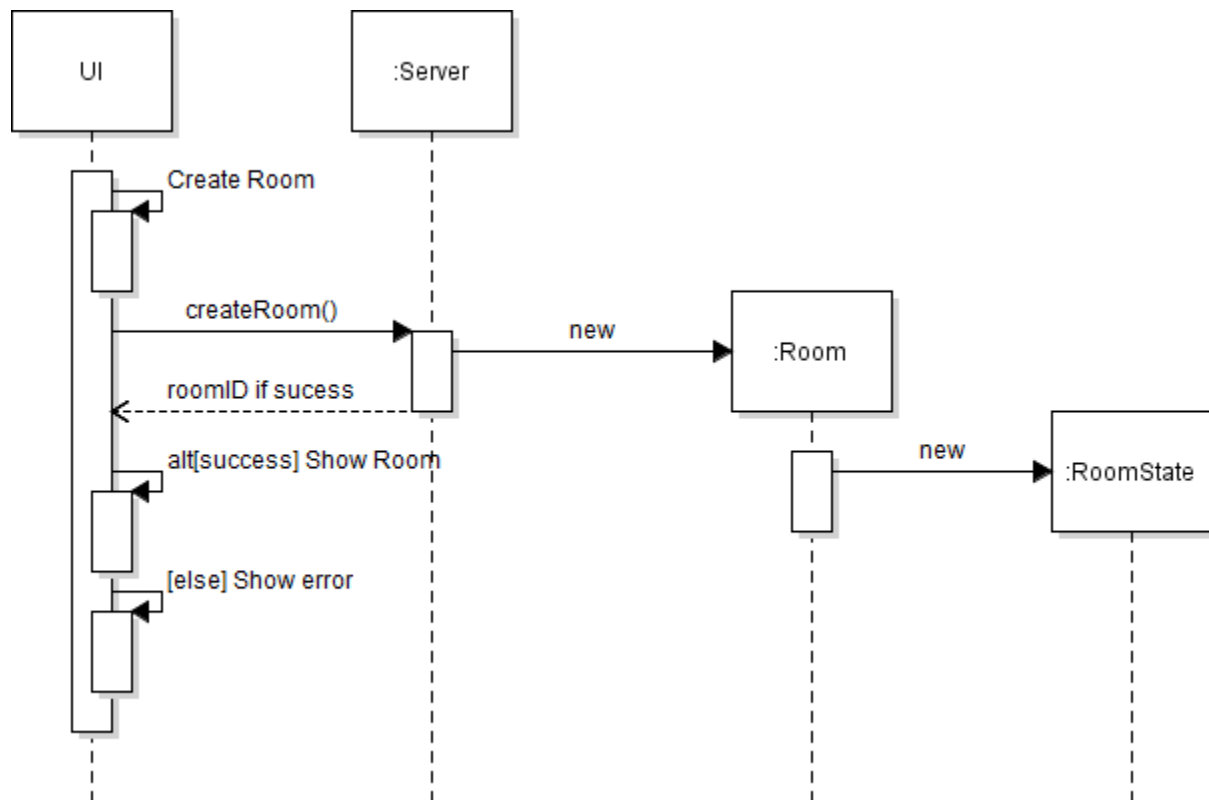 UI
:Server
Create Room
createRoom()
new
:Room
roomID if sucess
alt[success] Show Room
new
:RoomState
[else] Show error